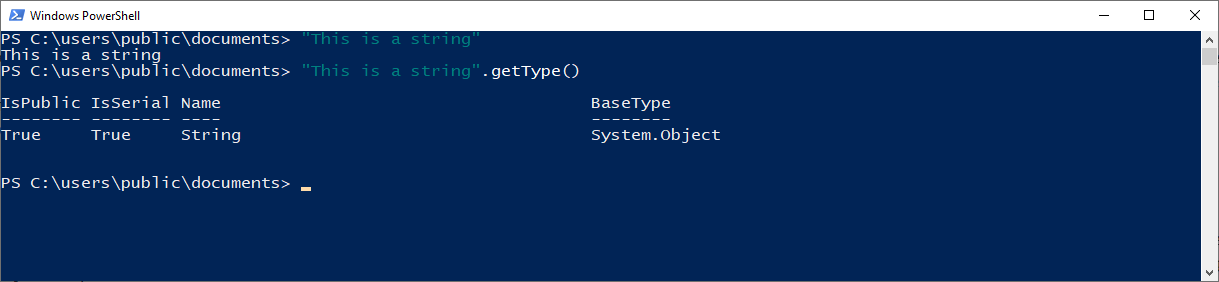 Windows PowerShell
PS C:\users\public\documents> "This is a string"
This is a string
PS C:\users\public\documents> "This is a string".getType()
IsPublic IsSerial Name                                     BaseType
-------- -------- ----                                     --------
True     True     String                                   System.Object
PS C:\users\public\documents>